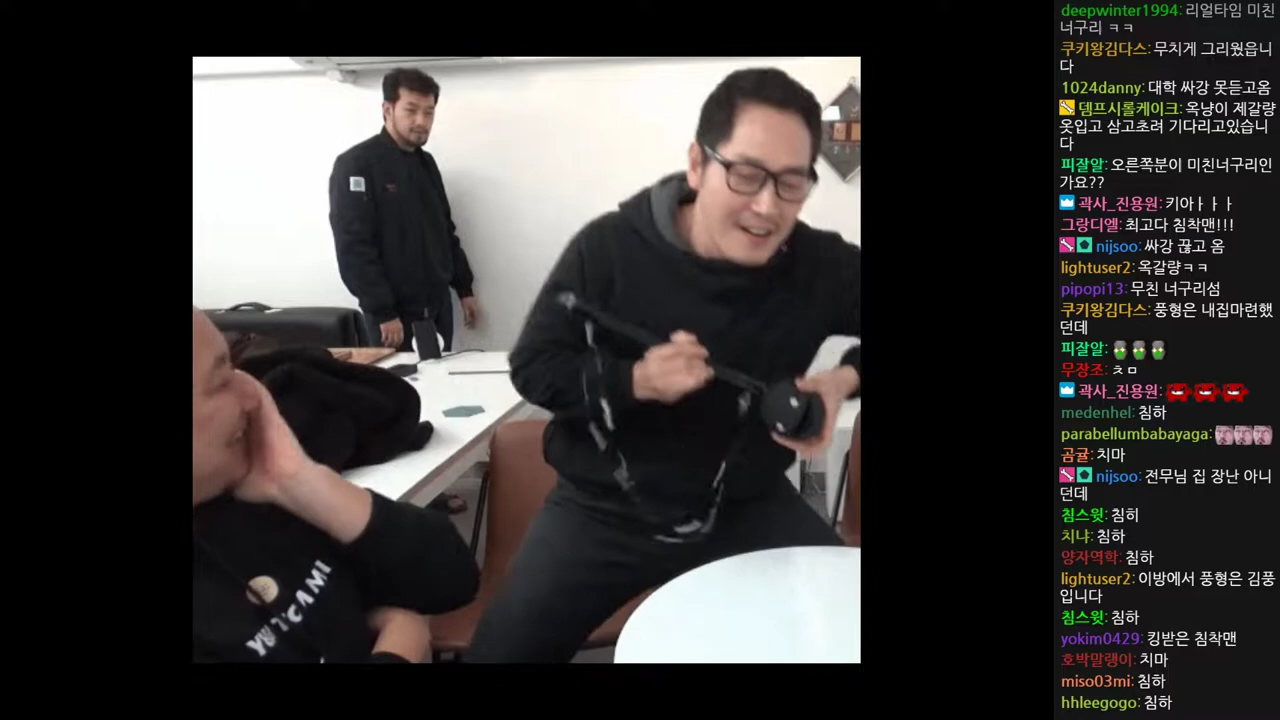 deepwinter1994: 리얼타임 미친
너구리 ㅋㅋ
쿠키왕김다스: 무치게 그리웠읍니
다
1024danny: 대학 싸강 못듣고옴
뎀프시롤케이크: 옥냥이 제갈량
옷입고 삼고초려 기다리고있습니
다
피잘알: 오른쪽분이 미친너구리인
가요??
곽사_진용원: 키아ㅏㅏㅏ
그랑디엘: 최고다 침착맨!!!
nijsoo: 싸강 끊고 옴
lightuser2: 옥갈량ㅋㅋ
pipopi13: 무친 너구리섬
쿠키왕김다스: 풍형은 내집마련했
던데
피잘알:
무장조: ㅊㅁ
곽사_진용원:
medenhel: 침하
parabellumbabayaga:
곰귤: 치마
nijsoo: 전무님 집 장난 아니
던데
침스윗: 침히
치냐: 침하
양자역학: 침하
lightuser2: 이방에서 풍형은 김풍
입니다
침스윗: 침하
yokim0429: 킹받은 침착맨
호박말랭이: 치마
miso03mi: 침하
hhleegogo: 침하